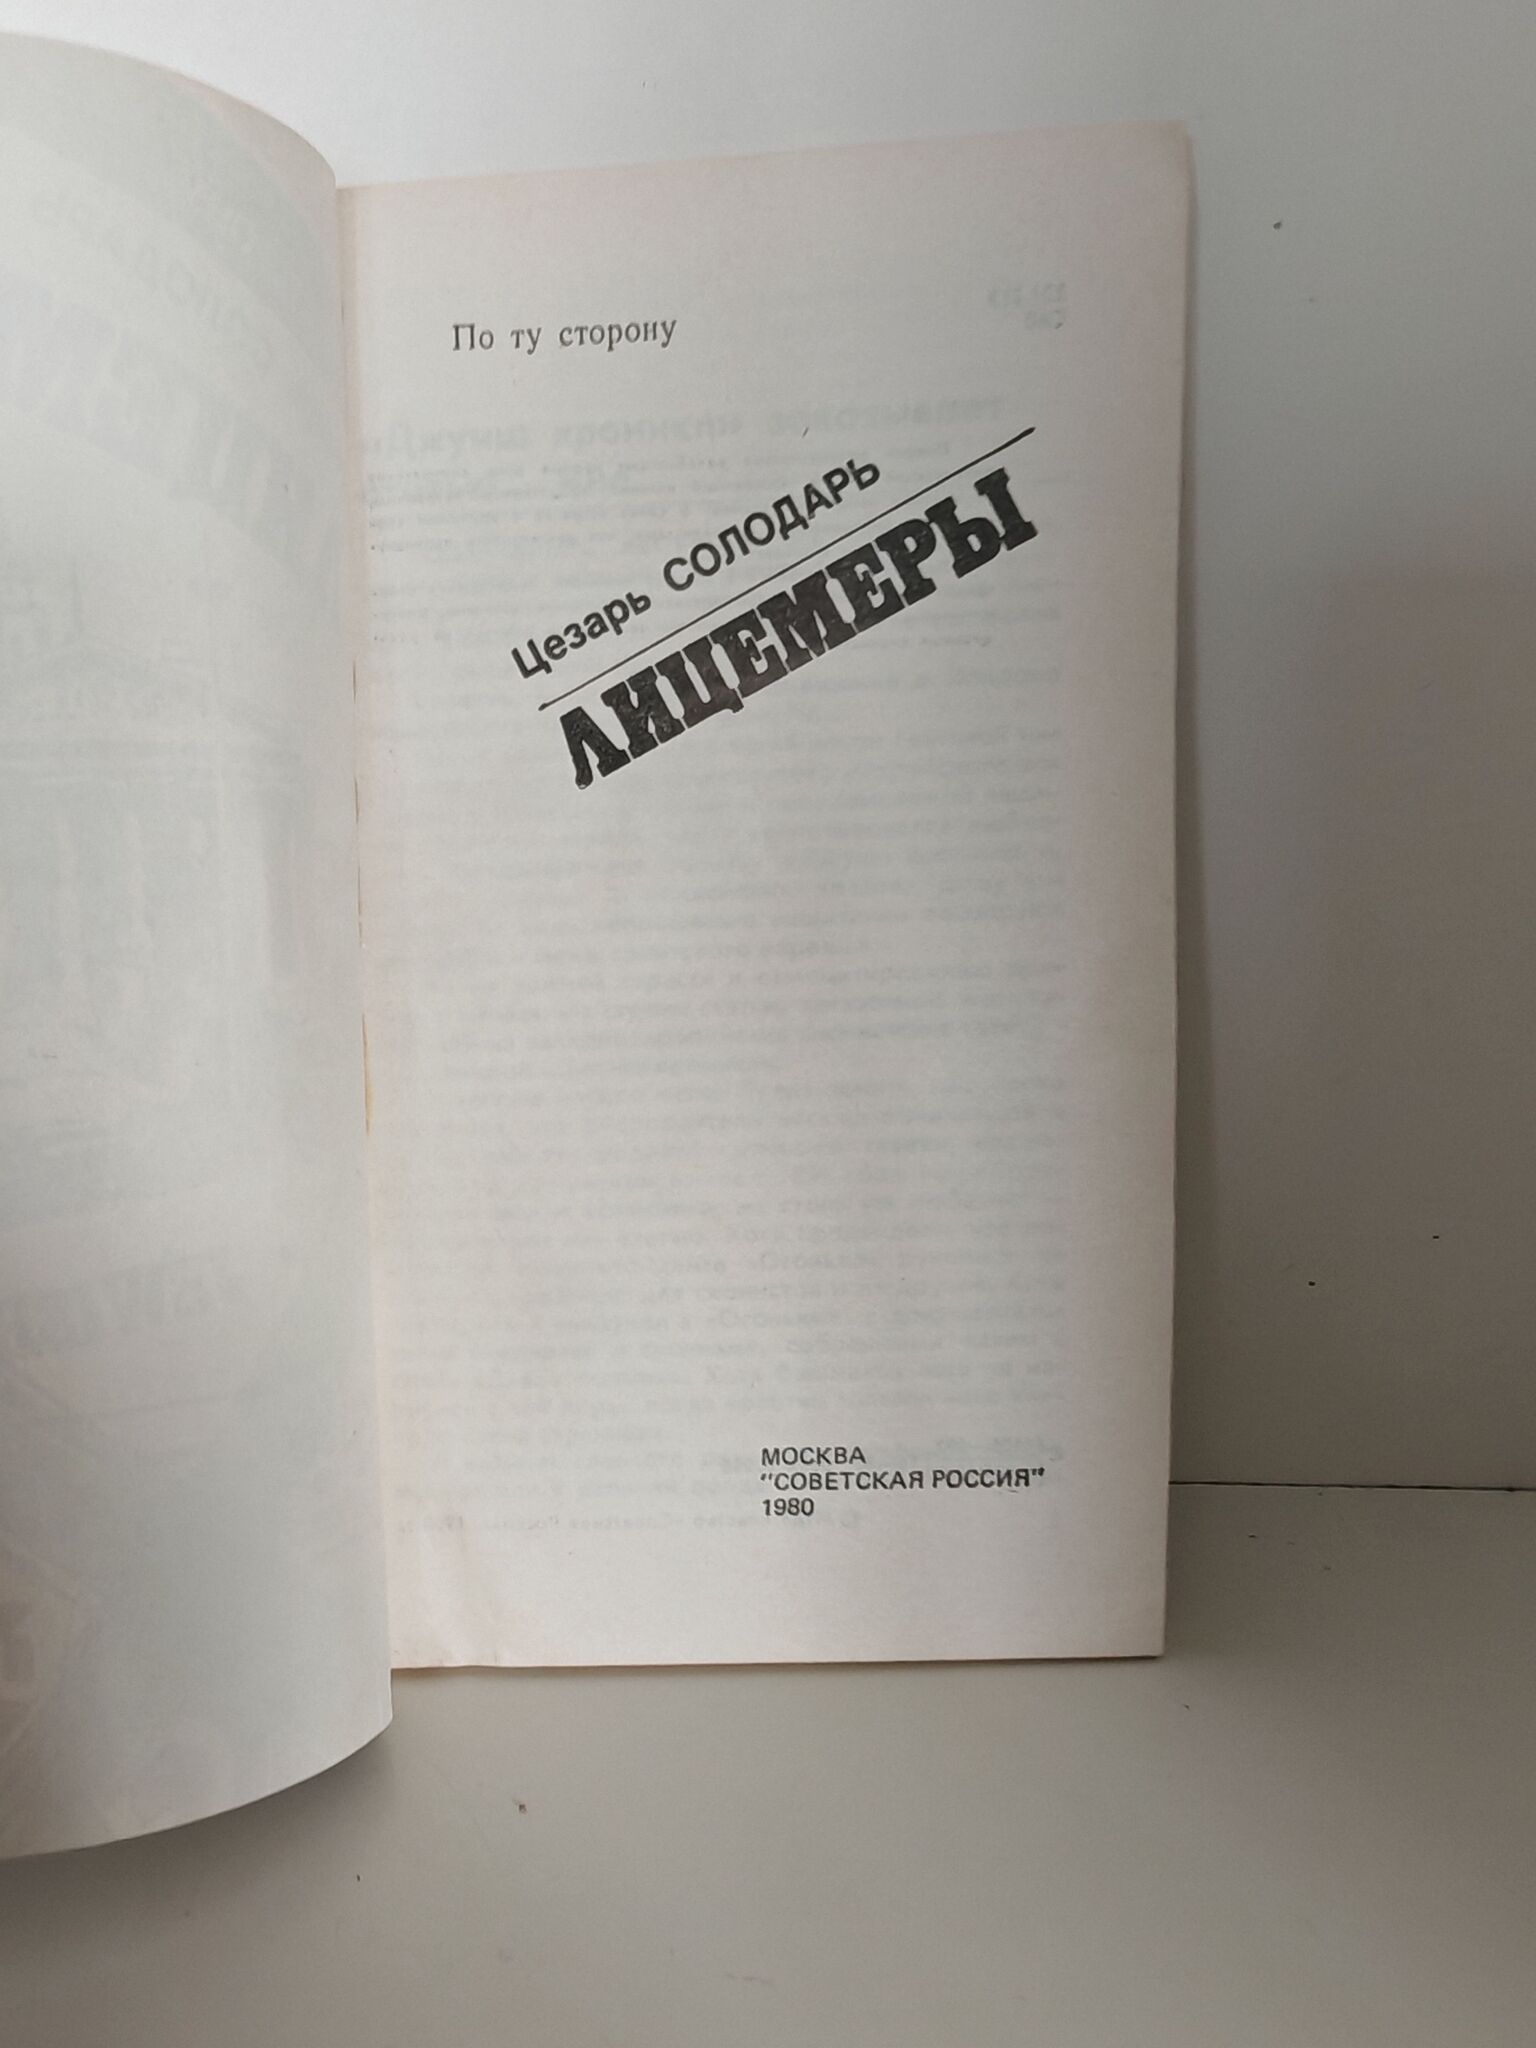 По ту сторону
Цезарь СОЛОДАРЬ
ЛИЦЕМЕРЫ
МОСКВА
"СОВЕТСКАЯ РОССИЯ"
1980